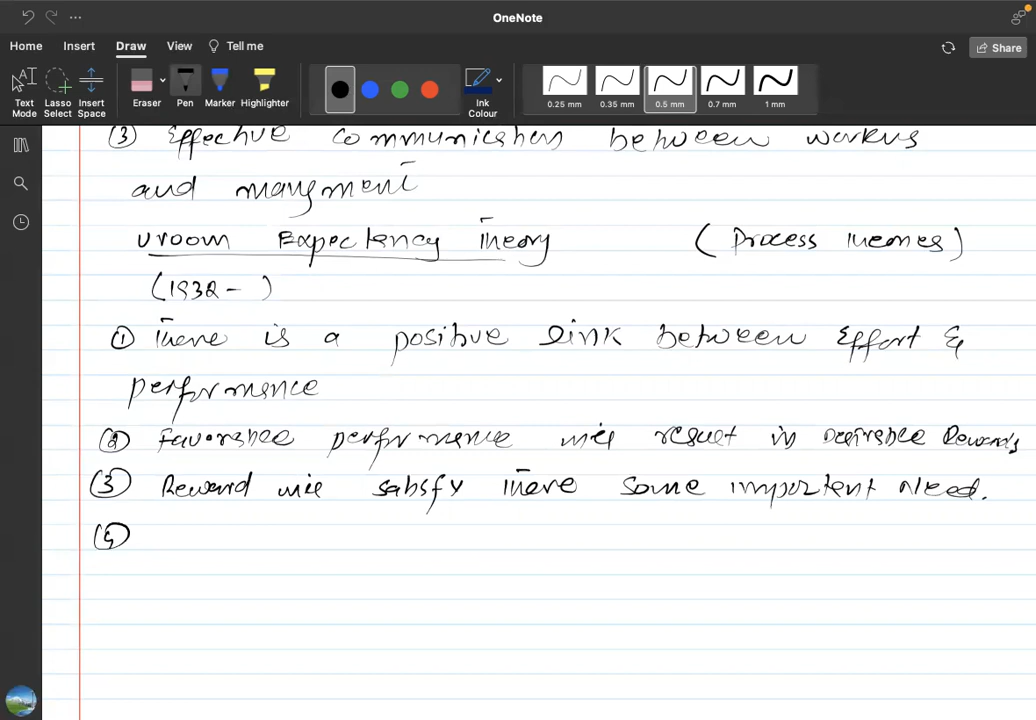 OneNote
Home Insert Draw View Tell me
Share
Text Mode
Lasso Select
Insert Space
Eraser
Pen
Marker
Highlighter
Ink Colour
0.25 mm 0.35 mm 0.5 mm 0.7 mm 1 mm
③ Effective communication between workers
and mangment
Vroom Expectency Theory (Process Theories)
(1932 - )
① There is a positive link between Effort &
performance
② Favorable performance will result in desirable Rewards
③ Reward will satisfy there some important Need.